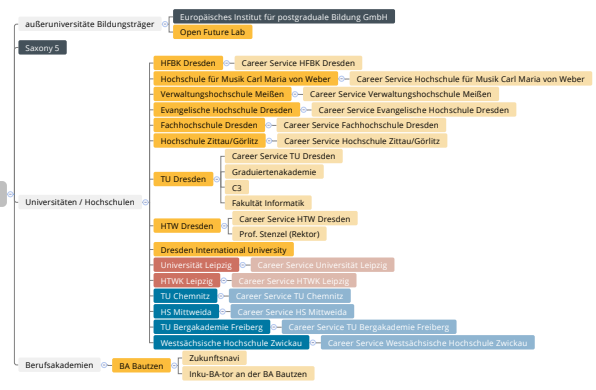 außeruniversitäte Bildungsträger
Europäisches Institut für postgraduale Bildung GmbH
Open Future Lab
Saxony 5
Universitäten / Hochschulen
HFBK Dresden
Career Service HFBK Dresden
Hochschule für Musik Carl Maria von Weber
Career Service Hochschule für Musik Carl Maria von Weber
Verwaltungshochschule Meißen
Career Service Verwaltungshochschule Meißen
Evangelische Hochschule Dresden
Career Service Evangelische Hochschule Dresden
Fachhochschule Dresden
Career Service Fachhochschule Dresden
Hochschule Zittau/Görlitz
Career Service Hochschule Zittau/Görlitz
TU Dresden
Career Service TU Dresden
Graduiertenakademie
C3
Fakultät Informatik
HTW Dresden
Career Service HTW Dresden
Prof. Stenzel (Rektor)
Dresden International University
Universität Leipzig
Career Service Universität Leipzig
HTWK Leipzig
Career Service HTWK Leipzig
TU Chemnitz
Career Service TU Chemnitz
HS Mittweida
Career Service HS Mittweida
TU Bergakademie Freiberg
Career Service TU Bergakademie Freiberg
Westsächsische Hochschule Zwickau
Career Service Westsächsische Hochschule Zwickau
Berufsakademien
BA Bautzen
Zukunftsnavi
Inku-BA-tor an der BA Bautzen